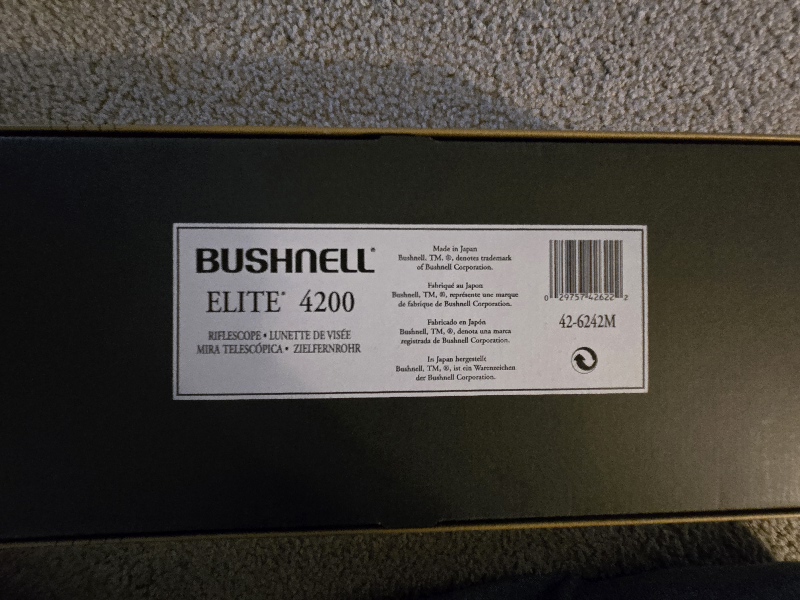 BUSHNELL®
ELITE® 4200
RIFLESCOPE • LUNETTE DE VISÉE
MIRA TELESCÓPICA • ZIELFERNROHR
Made in Japan
Bushnell, TM, ®, denotes trademark
of Bushnell Corporation.
Fabriqué au Japon
Bushnell, TM, ®, représente une marque
de fabrique de Bushnell Corporation.
Fabricado en Japón
Bushnell, TM, ®, denota una marca
registrada de Bushnell Corporation.
In Japan hergestellt
Bushnell, TM, ®, ist ein Warenzeichen
der Bushnell Corporation.
0 29757 42622 2
42-6242M